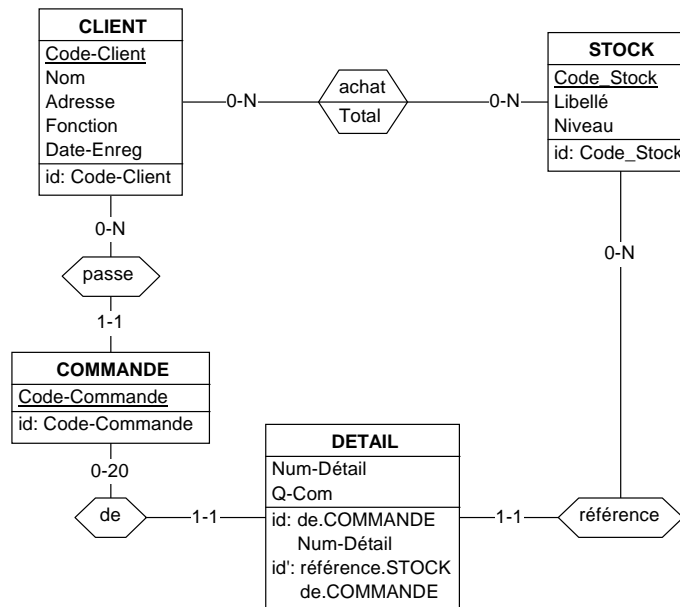 CLIENT
Code-Client
Nom
Adresse
Fonction
Date-Enreg
id: Code-Client
0-N
achat
Total
0-N
STOCK
Code_Stock
Libellé
Niveau
id: Code_Stock
0-N
passe
1-1
0-N
COMMANDE
Code-Commande
id: Code-Commande
0-20
de
1-1
DETAIL
Num-Détail
Q-Com
id: de.COMMANDE
Num-Détail
id': référence.STOCK
de.COMMANDE
1-1
référence